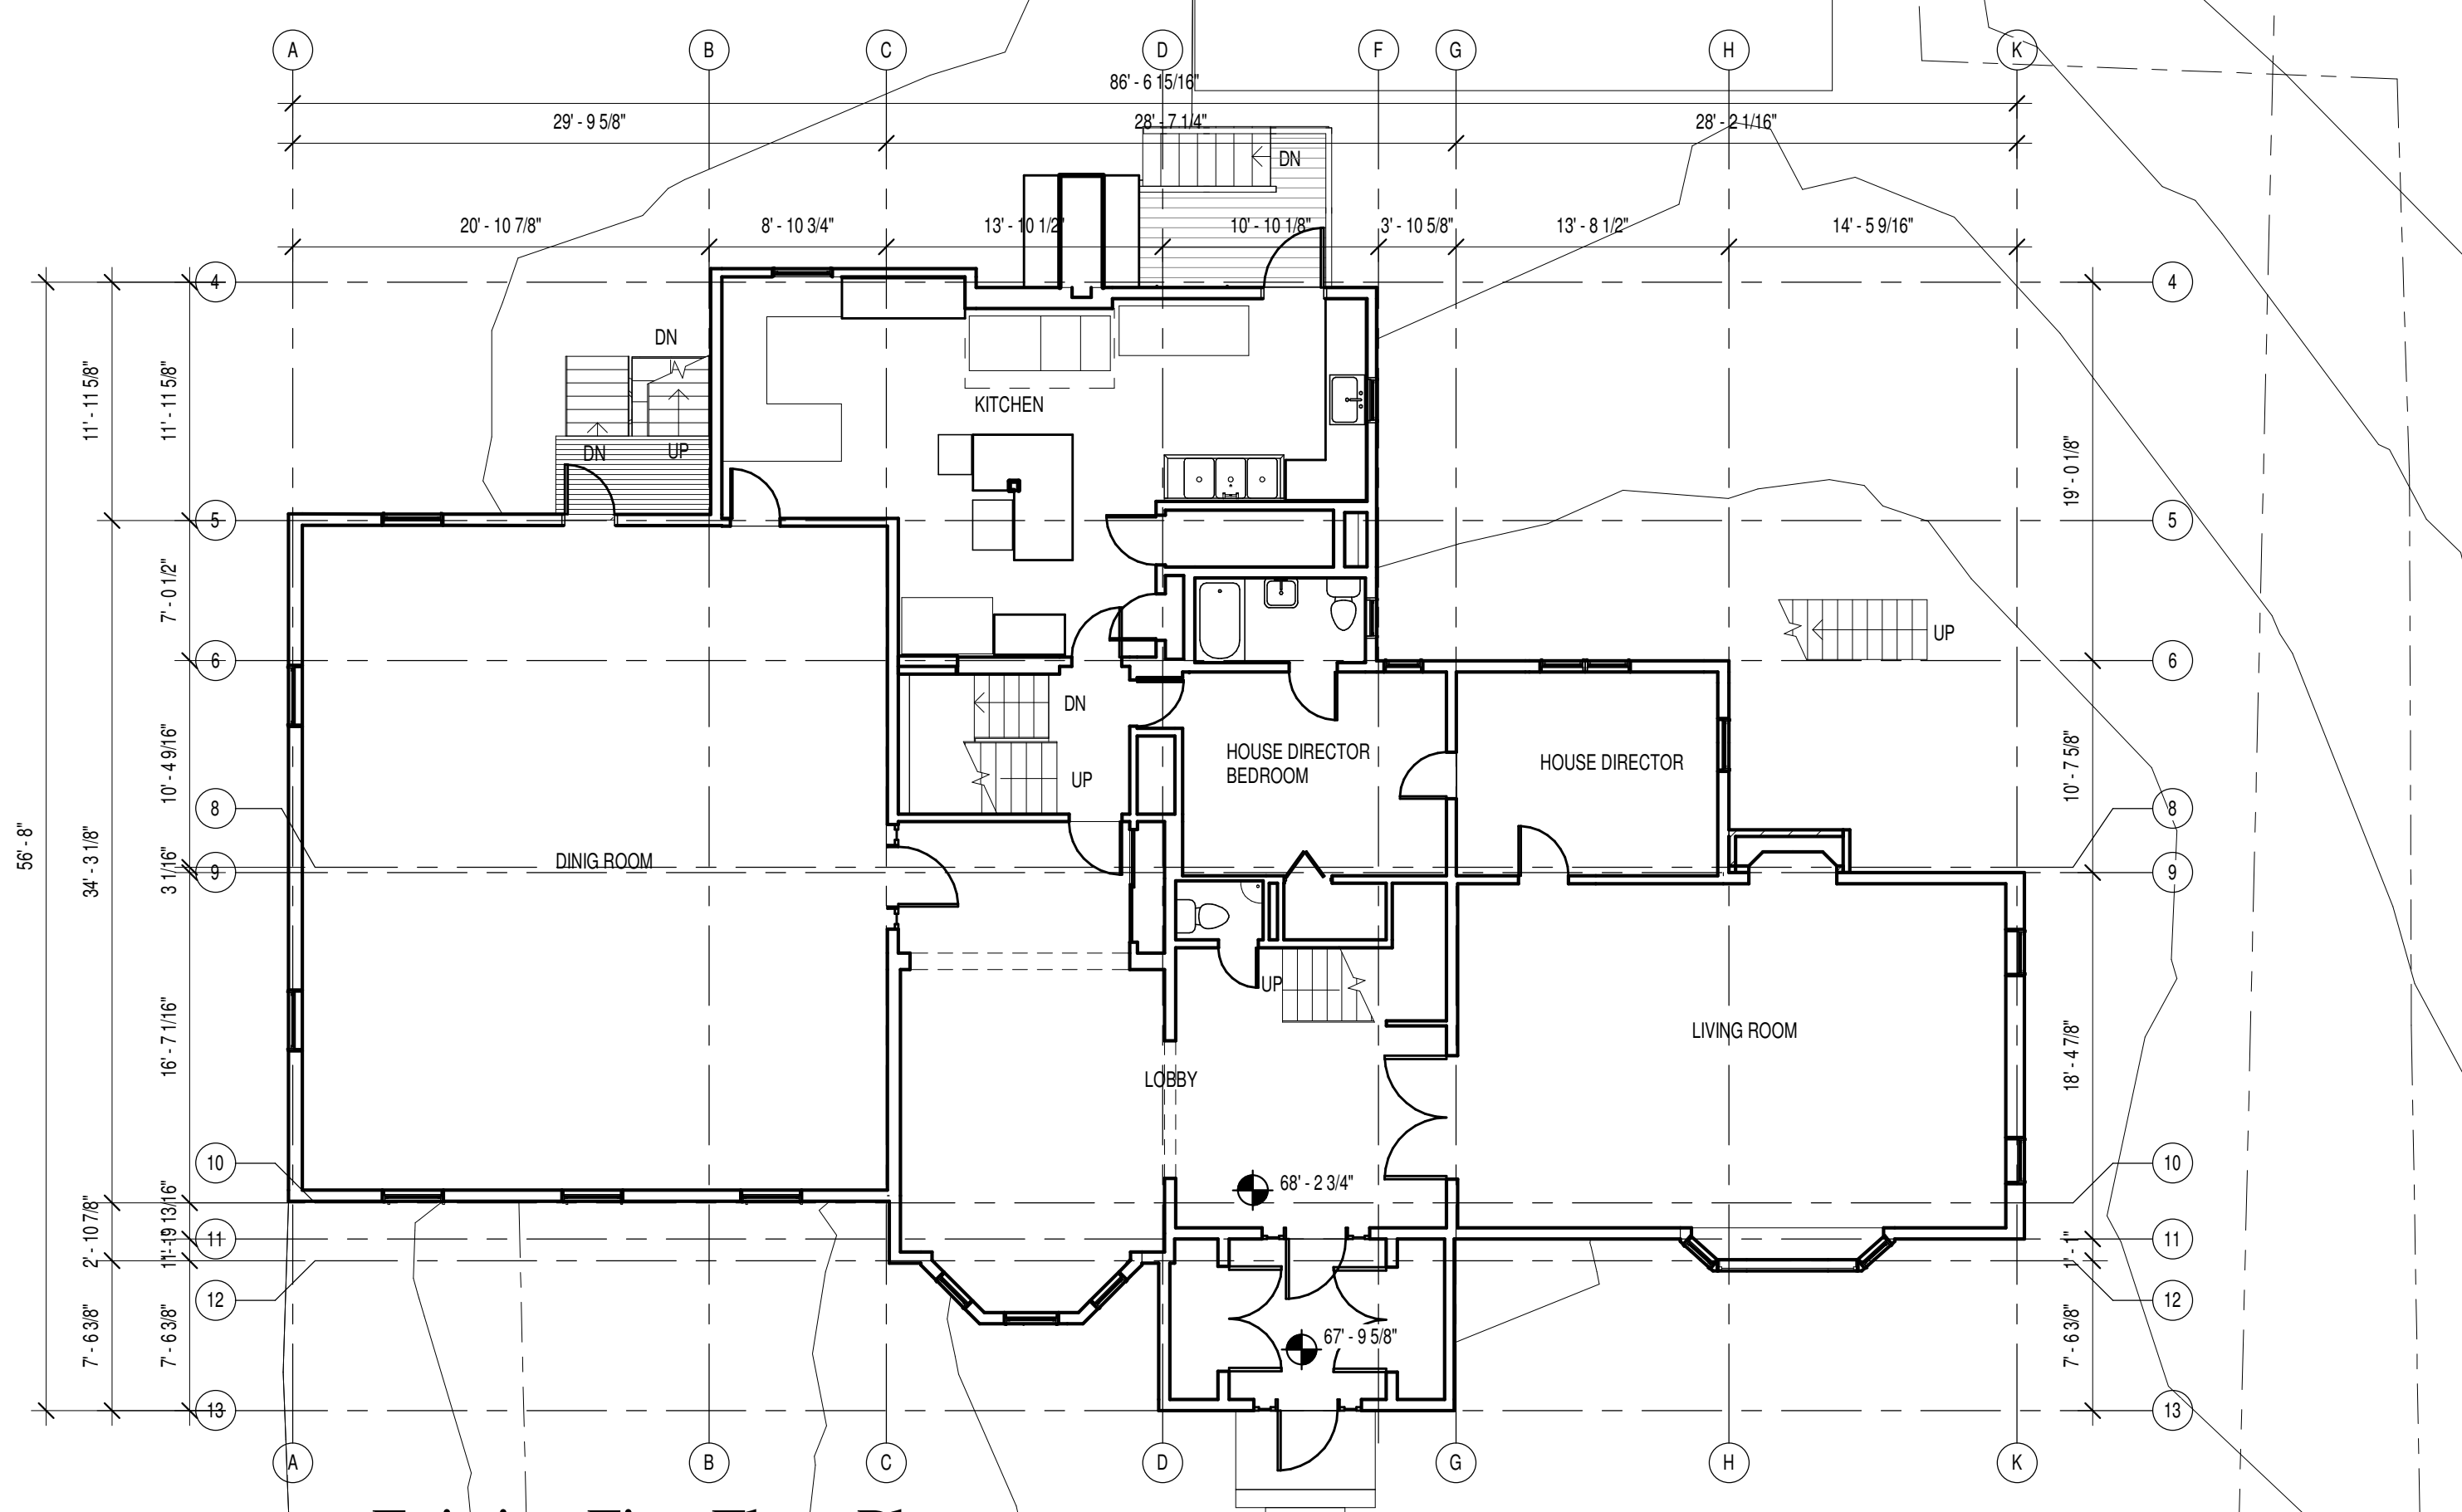 A B C D F G H K
86' - 6 15/16"
29' - 9 5/8" 28' - 7 1/4" 28' - 2 1/16"
DN
20' - 10 7/8" 8' - 10 3/4" 13' - 10 1/2" 10' - 10 1/8" 3' - 10 5/8" 13' - 8 1/2" 14' - 5 9/16"
4 4
DN
11' - 11 5/8" 11' - 11 5/8"
KITCHEN
DN UP
19' - 0 1/8"
5 5
7' - 0 1/2"
UP
6 6
DN
HOUSE DIRECTOR
BEDROOM
HOUSE DIRECTOR
UP
10' - 4 9/16"
10' - 7 5/8"
8 8
56' - 8"
34' - 3 1/8"
DINIG ROOM
3 1/16"
9 9
UP
16' - 7 1/16"
LIVING ROOM
18' - 4 7/8"
LOBBY
10 10
68' - 2 3/4"
2' - 10 7/8"
11 11
1' - 1"
12 12
67' - 9 5/8"
7' - 6 3/8" 7' - 6 3/8" 7' - 6 3/8"
13 13
A B C D G H K